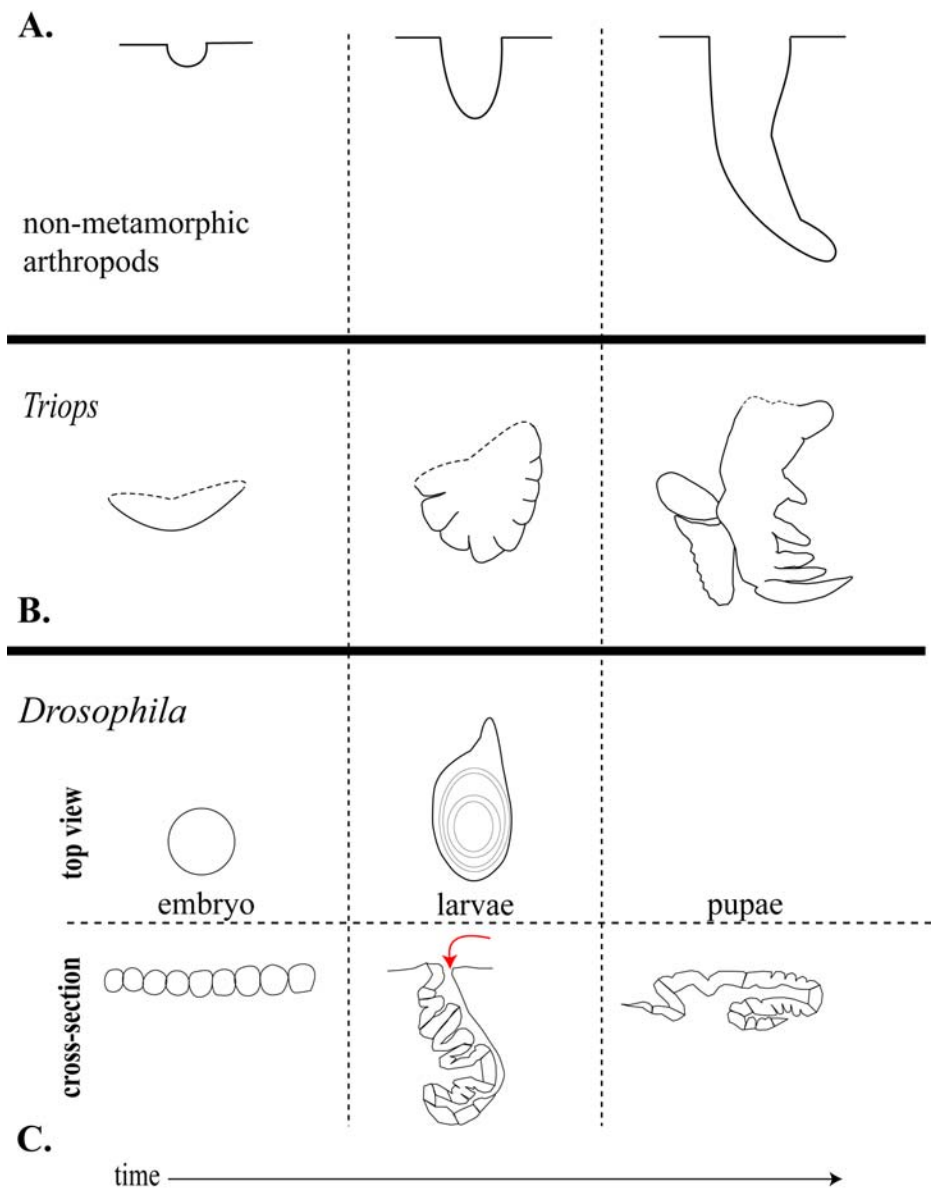 A.
non-metamorphic
arthropods
Triops
B.
Drosophila
top view
embryo
larvae
pupae
cross-section
C.
time